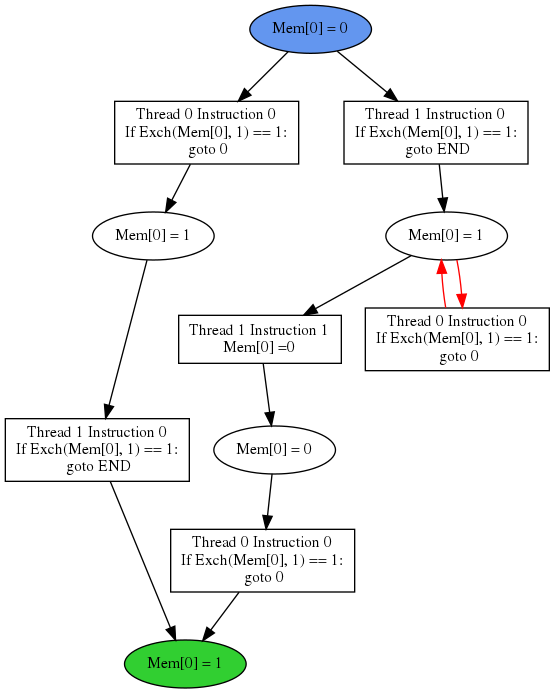 Mem[0] = 0
Thread 0 Instruction 0
If Exch(Mem[0], 1) == 1:
goto 0
Thread 1 Instruction 0
If Exch(Mem[0], 1) == 1:
goto END
Mem[0] = 1
Mem[0] = 1
Thread 1 Instruction 1
Mem[0] =0
Thread 0 Instruction 0
If Exch(Mem[0], 1) == 1:
goto 0
Thread 1 Instruction 0
If Exch(Mem[0], 1) == 1:
goto END
Mem[0] = 0
Thread 0 Instruction 0
If Exch(Mem[0], 1) == 1:
goto 0
Mem[0] = 1